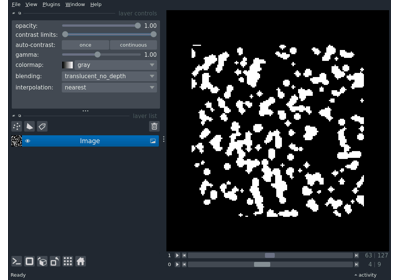 File View Plugins Window Help
layer controls
opacity: 1.00
contrast limits:
auto-contrast: once continuous
gamma: 1.00
colormap: gray
blending: translucent_no_depth
interpolation: nearest
layer list
Image
1 63 127
0 4 9
Ready activity